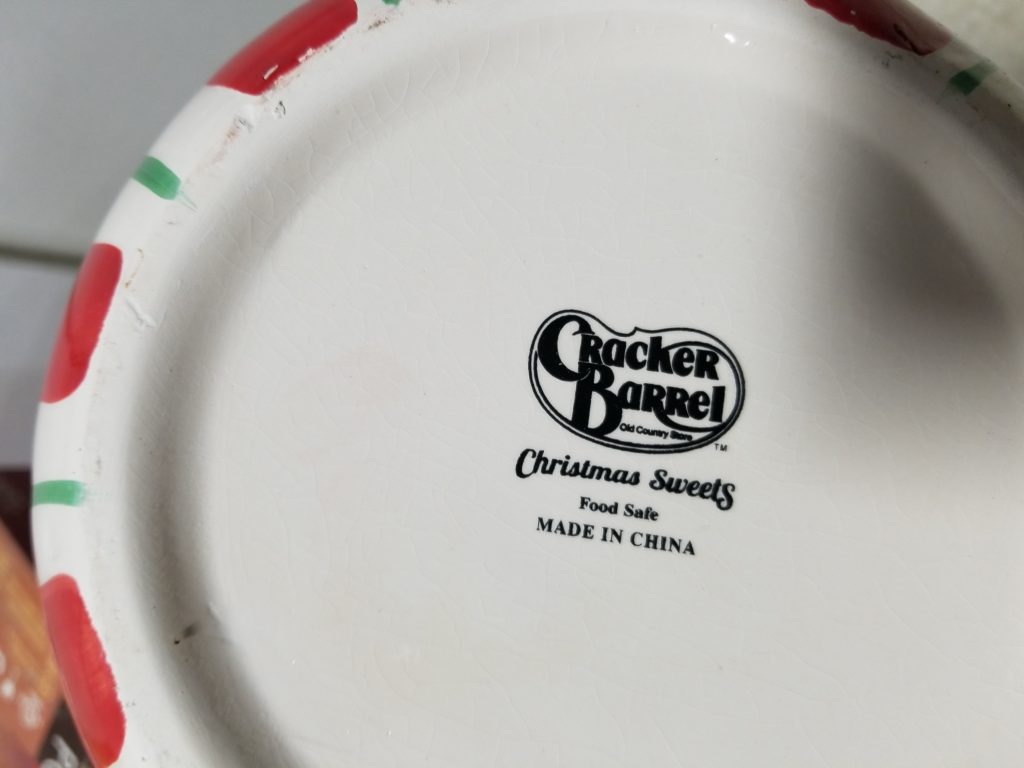 Cracker
Barrel
Old Country Store
TM
Christmas Sweets
Food Safe
MADE IN CHINA